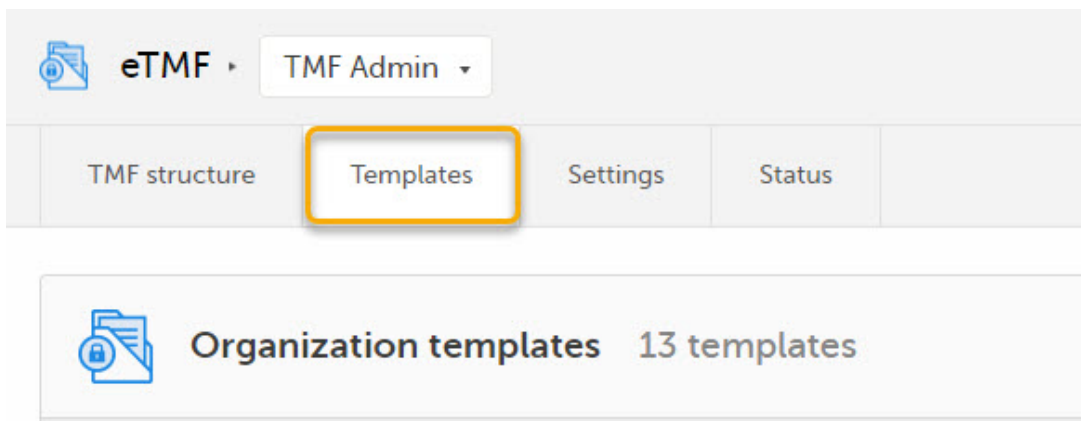 eTMF TMF Admin
TMF structure Templates Settings Status
Organization templates 13 templates